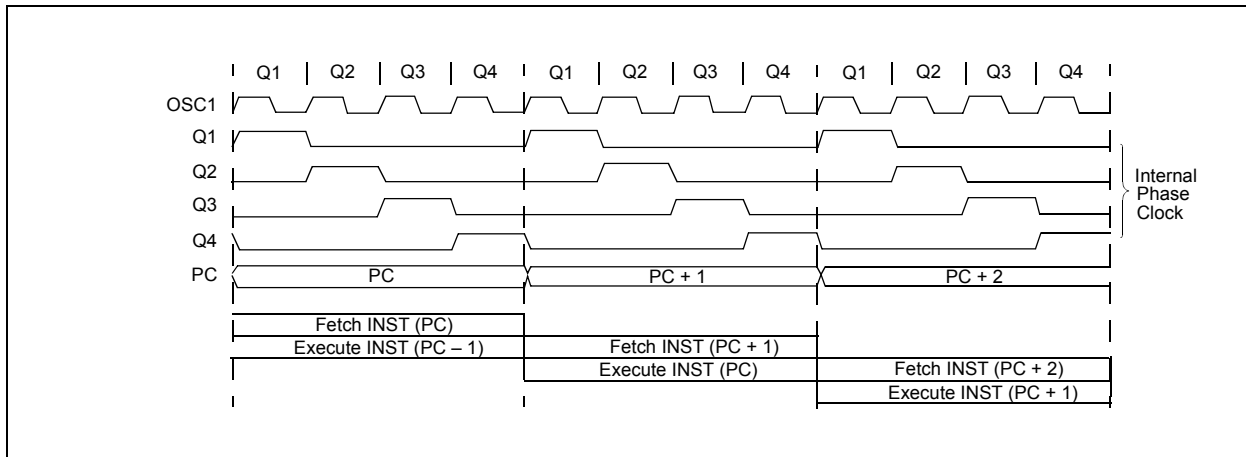 Q1 Q2 Q3 Q4 Q1 Q2 Q3 Q4 Q1 Q2 Q3 Q4
OSC1
Q1
Q2
Q3
Q4
Internal
Phase
Clock
PC PC PC + 1 PC + 2
Fetch INST (PC)
Execute INST (PC – 1) Fetch INST (PC + 1)
Execute INST (PC) Fetch INST (PC + 2)
Execute INST (PC + 1)